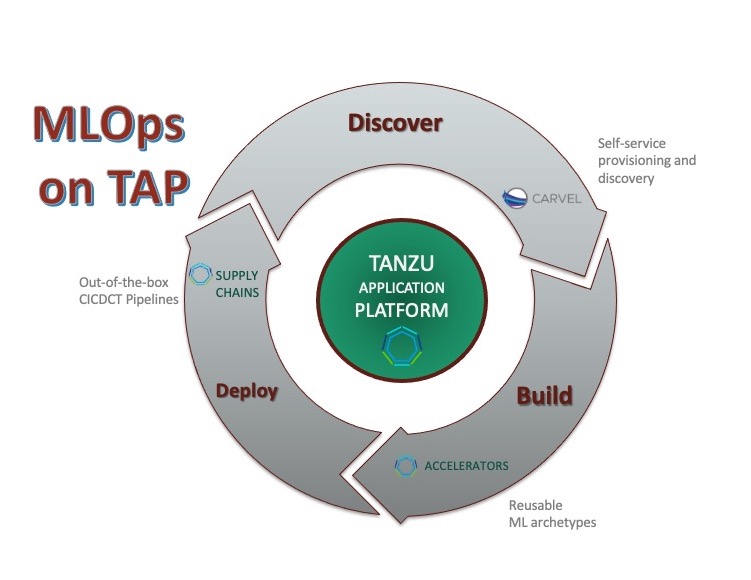 MLOps
on TAP
Discover
Self-service
provisioning and
discovery
CARVEL
TANZU
APPLICATION
PLATFORM
SUPPLY
CHAINS
Out-of-the-box
CICDCT Pipelines
Deploy
Build
ACCELERATORS
Reusable
ML archetypes